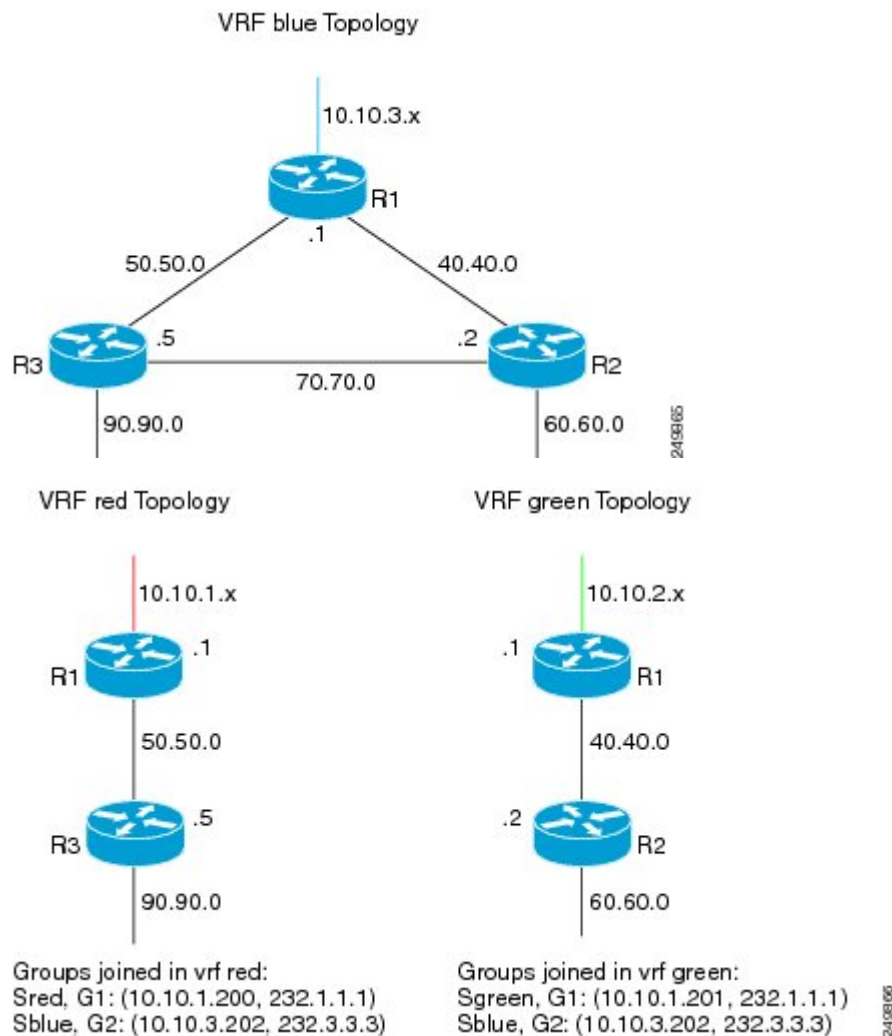 VRF blue Topology
10.10.3.x
R1
.1
50.50.0
40.40.0
.5
.2
R3
R2
70.70.0
90.90.0
60.60.0
249965
VRF red Topology
10.10.1.x
.1
R1
50.50.0
.5
R3
90.90.0
Groups joined in vrf red:
Sred, G1: (10.10.1.200, 232.1.1.1)
Sblue, G2: (10.10.3.202, 232.3.3.3)
VRF green Topology
10.10.2.x
.1
R1
40.40.0
.2
R2
60.60.0
Groups joined in vrf green:
Sgreen, G1: (10.10.1.201, 232.1.1.1)
Sblue, G2: (10.10.3.202, 232.3.3.3)